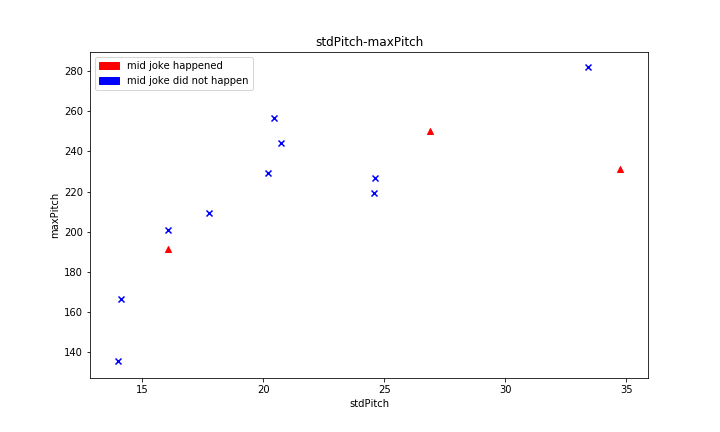 stdPitch-maxPitch
mid joke happened
mid joke did not happen
280
260
240
220
200
180
160
140
maxPitch
15
20
25
30
35
stdPitch